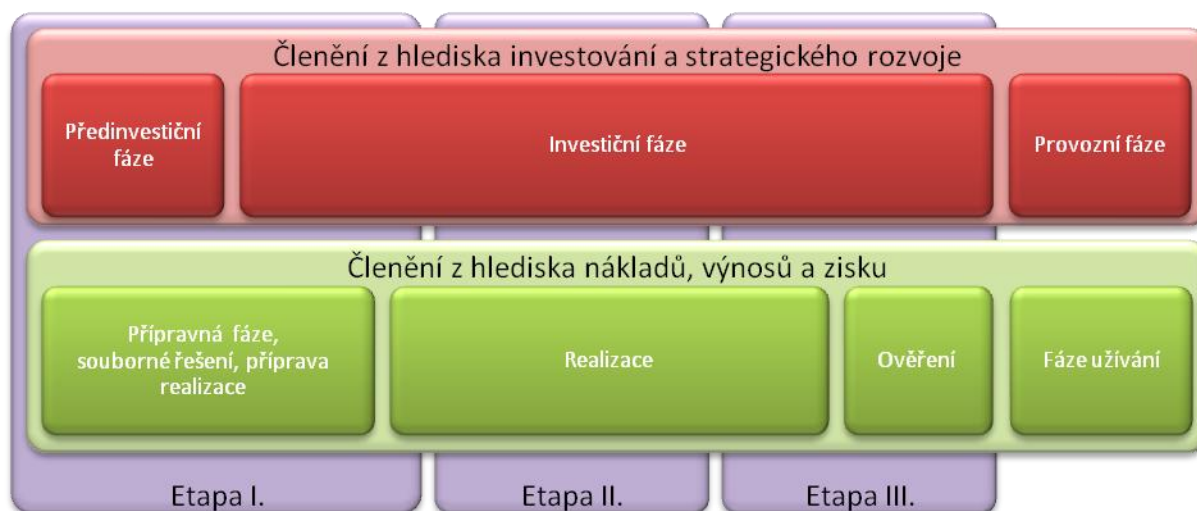 Členění z hlediska investování a strategického rozvoje
Předinvestiční
fáze
Investiční fáze
Provozní fáze
Členění z hlediska nákladů, výnosů a zisku
Přípravná fáze,
souborné řešení, příprava
realizace
Realizace
Ověření
Fáze užívání
Etapa I.
Etapa II.
Etapa III.